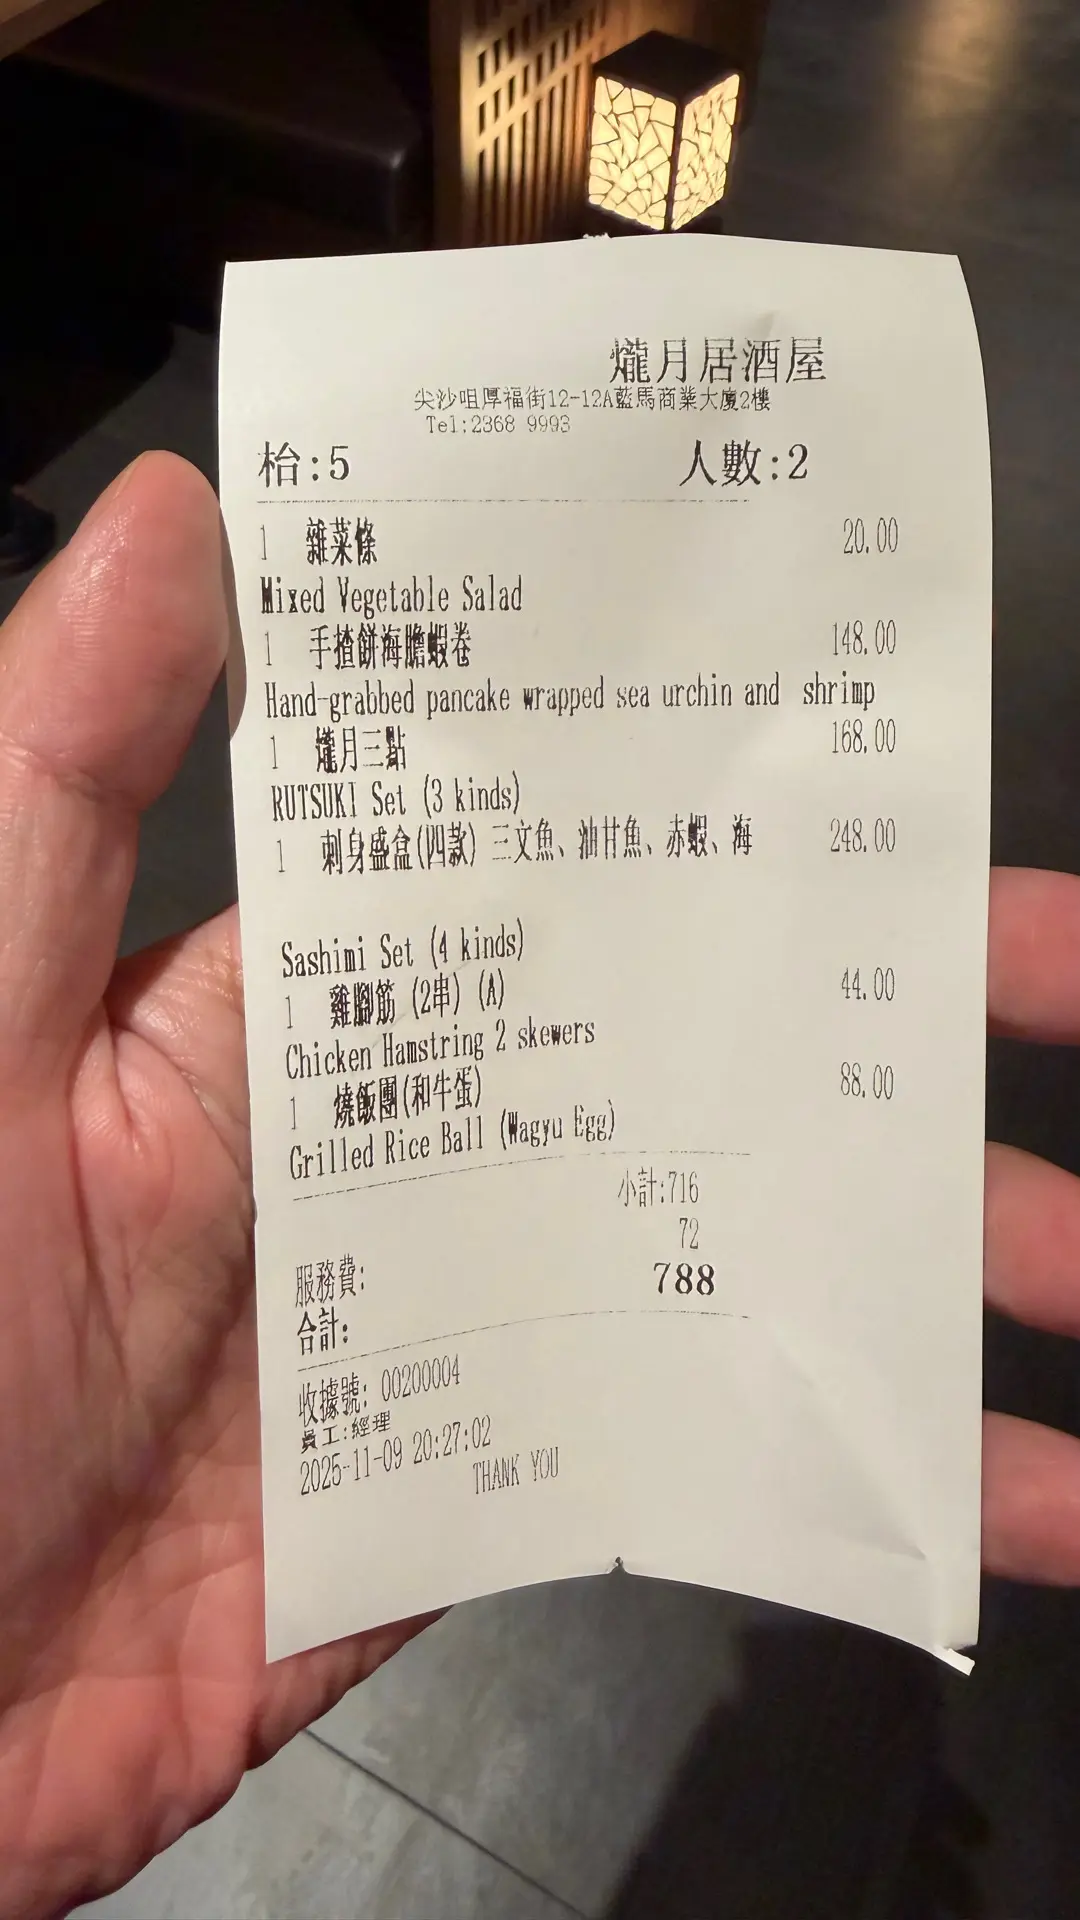 爖月居酒屋
尖沙咀厚福街12-12A藍馬商業大廈2樓
Tel:2368 9993
枱:5 人數:2
1 雜菜條 20.00
Mixed Vegetable Salad
1 手揸餅海膽蝦卷 148.00
Hand-grabbed pancake wrapped sea urchin and shrimp
1 爖月三點 168.00
RUTSUKI Set (3 kinds)
1 刺身盛盒(四款) 三文魚、油甘魚、赤蝦、海 248.00
Sashimi Set (4 kinds)
1 雞腳筋 (2串) (A) 44.00
Chicken Hamstring 2 skewers
1 燒飯團(和牛蛋) 88.00
Grilled Rice Ball (Wagyu Egg)
小計:716
72
服務費:
788
合計:
收據號: 00200004
員工:經理
2025-11-09 20:27:02
THANK YOU